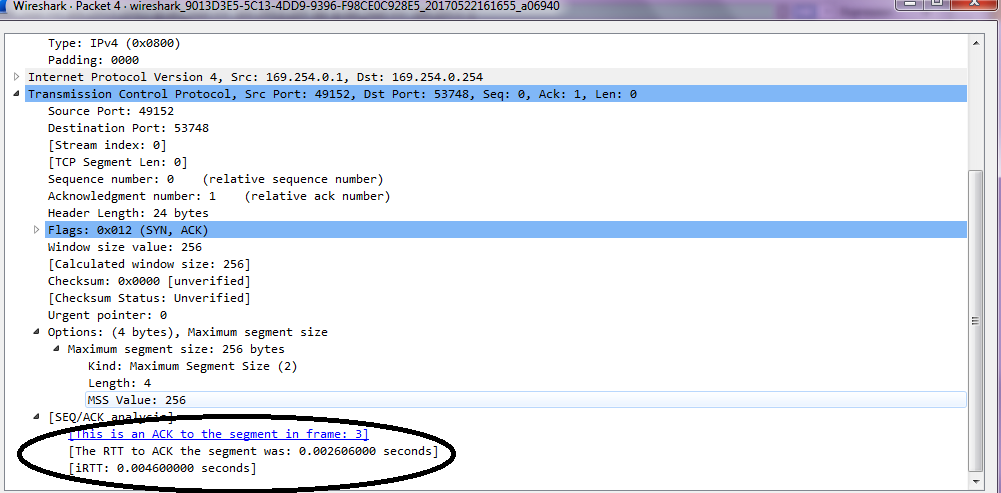 Wireshark · Packet 4 · wireshark_9013D3E5-5C13-4DD9-9396-F98CE0C928E5_20170522161655_a06940
Type: IPv4 (0x0800)
Padding: 0000
Internet Protocol Version 4, Src: 169.254.0.1, Dst: 169.254.0.254
Transmission Control Protocol, Src Port: 49152, Dst Port: 53748, Seq: 0, Ack: 1, Len: 0
Source Port: 49152
Destination Port: 53748
[Stream index: 0]
[TCP Segment Len: 0]
Sequence number: 0    (relative sequence number)
Acknowledgment number: 1    (relative ack number)
Header Length: 24 bytes
Flags: 0x012 (SYN, ACK)
Window size value: 256
[Calculated window size: 256]
Checksum: 0x0000 [unverified]
[Checksum Status: Unverified]
Urgent pointer: 0
Options: (4 bytes), Maximum segment size
Maximum segment size: 256 bytes
Kind: Maximum Segment Size (2)
Length: 4
MSS Value: 256
[SEQ/ACK analysis]
[This is an ACK to the segment in frame: 3]
[The RTT to ACK the segment was: 0.002606000 seconds]
[iRTT: 0.004600000 seconds]